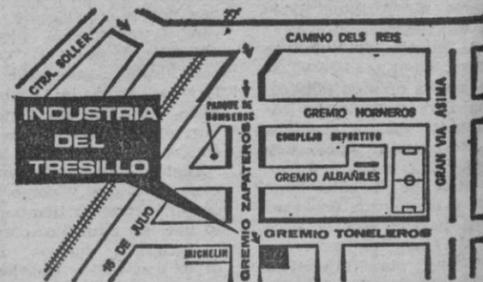 CTRA. SOLLER
CAMINO DELS REIS
INDUSTRIA
DEL
TRESILLO
PARQUE DE
BOMBEROS
GREMIO HORNEROS
COMPLEJO DEPORTIVO
GREMIO ALBAÑILES
GRAN VIA ASIMA
GREMIO ZAPATEROS
16 DE JULIO
GREMIO TONELEROS
MICHELIN